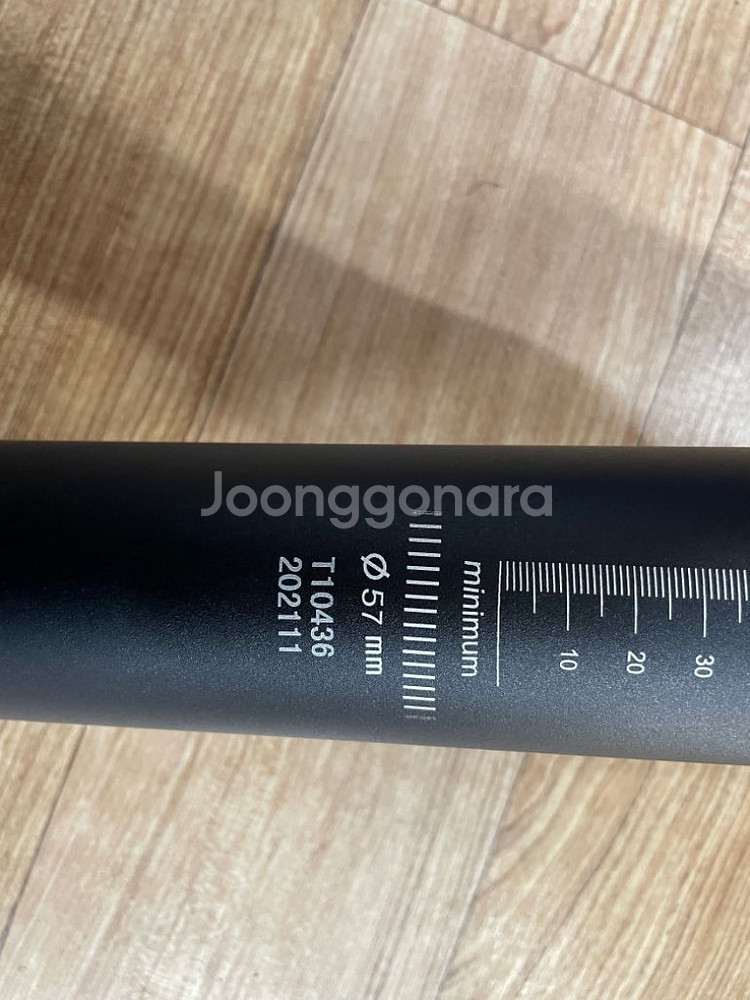 Joonggonara
minimum
10
20
30
Ø 57 mm
T10436
202111